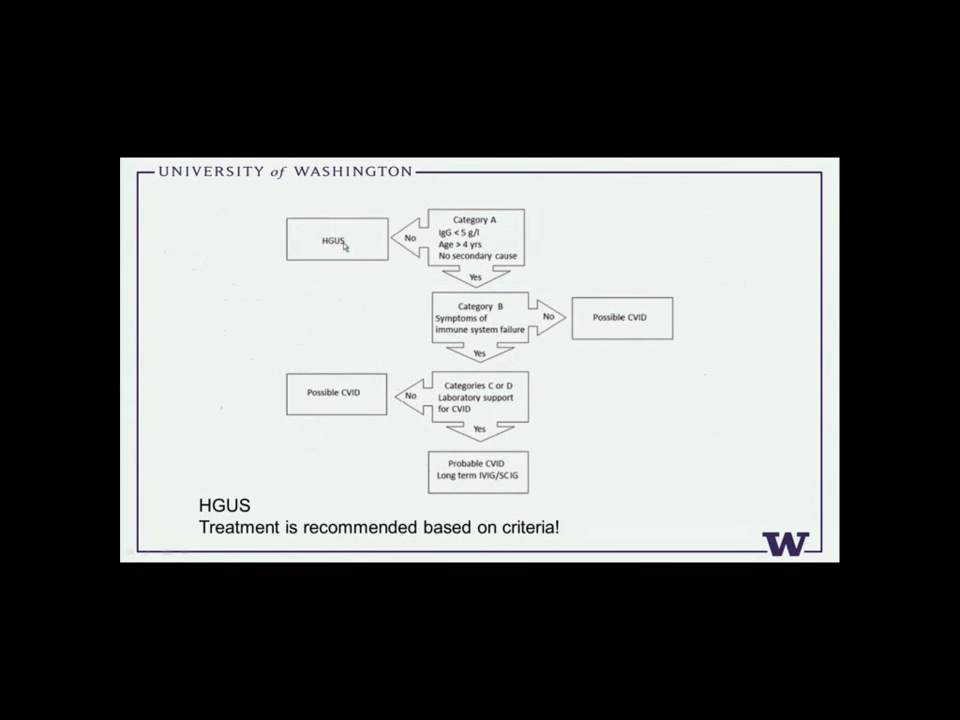 UNIVERSITY of WASHINGTON
Category A
IgG < 5 g/l
Age > 4 yrs
No secondary cause
No
HGUS
Yes
Category B
Symptoms of
immune system failure
No
Possible CVID
Yes
Categories C or D
Laboratory support
for CVID
No
Possible CVID
Yes
Probable CVID
Long term IVIG/SCIG
HGUS
Treatment is recommended based on criteria!
W